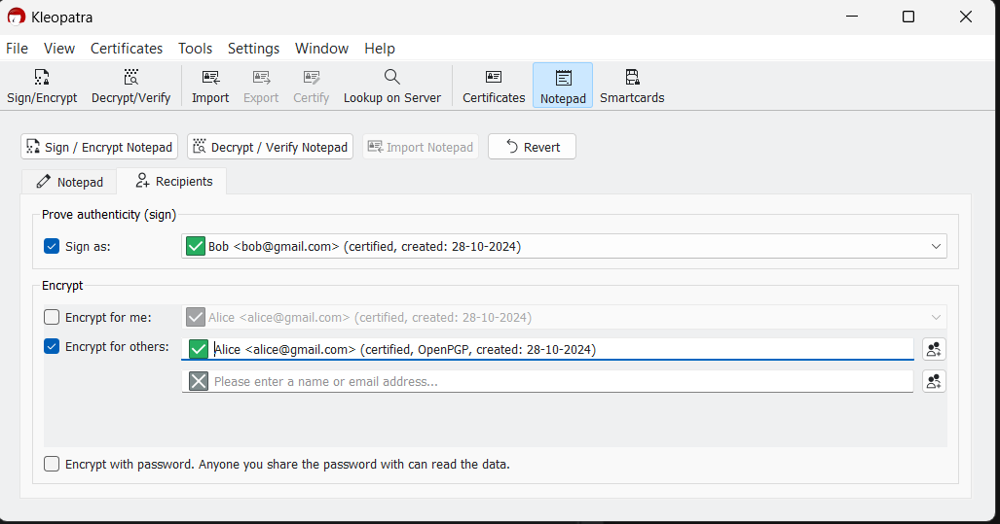 Kleopatra
File View Certificates Tools Settings Window Help
Sign/Encrypt Decrypt/Verify Import Export Certify Lookup on Server Certificates Notepad Smartcards
Sign / Encrypt Notepad Decrypt / Verify Notepad Import Notepad Revert
Notepad Recipients
Prove authenticity (sign)
Sign as: Bob <bob@gmail.com> (certified, created: 28-10-2024)
Encrypt
Encrypt for me: Alice <alice@gmail.com> (certified, created: 28-10-2024)
Encrypt for others: Alice <alice@gmail.com> (certified, OpenPGP, created: 28-10-2024)
Please enter a name or email address...
Encrypt with password. Anyone you share the password with can read the data.